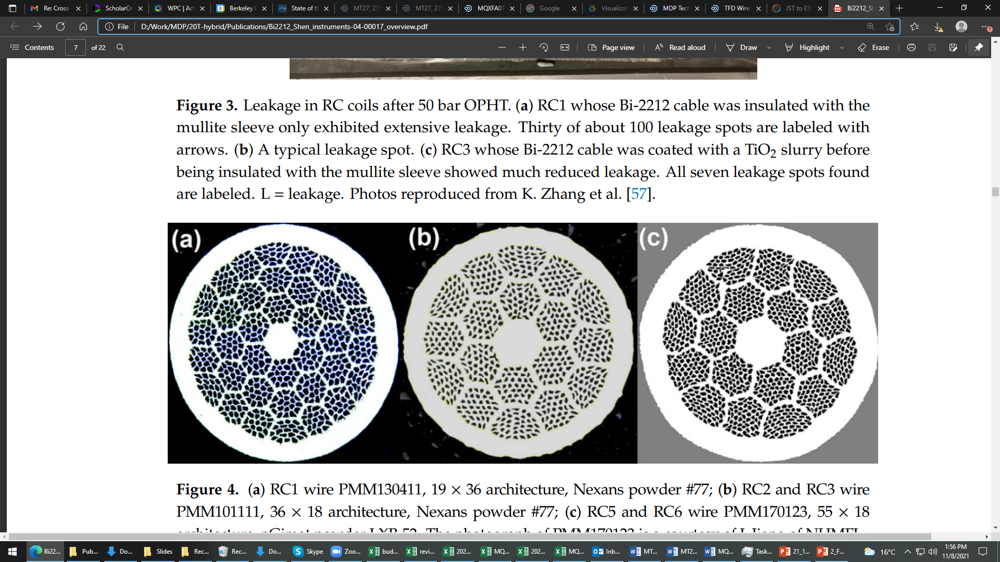 Re: Cross-
ScholarOn
WPC | Act
Berkeley L
State of th
MT27, 27t
MT27, 27t
MQXFA07
Google
Visualizat
MDP Tech
TFD Wire
JST to EST
Bi2212_Sh
File
D:/Work/MDP/20T-hybrid/Publications/Bi2212_Shen_instruments-04-00017_overview.pdf
Contents
7 of 22
Page view
Read aloud
Draw
Highlight
Erase
Figure 3. Leakage in RC coils after 50 bar OPHT. (a) RC1 whose Bi-2212 cable was insulated with the
mullite sleeve only exhibited extensive leakage. Thirty of about 100 leakage spots are labeled with
arrows. (b) A typical leakage spot. (c) RC3 whose Bi-2212 cable was coated with a TiO2 slurry before
being insulated with the mullite sleeve showed much reduced leakage. All seven leakage spots found
are labeled. L = leakage. Photos reproduced from K. Zhang et al. [57].
(a)
(b)
(c)
Figure 4. (a) RC1 wire PMM130411, 19 × 36 architecture, Nexans powder #77; (b) RC2 and RC3 wire
PMM101111, 36 × 18 architecture, Nexans powder #77; (c) RC5 and RC6 wire PMM170123, 55 × 18
Bi22...
Pub...
Do...
Slides
Rec...
Rec...
Do...
Skype
Zoo...
bud...
revi...
202...
MQ...
202...
MQ...
Inb...
MT...
MT2...
MQ...
Task...
21_1...
2_F...
16°C
1:56 PM
11/8/2021